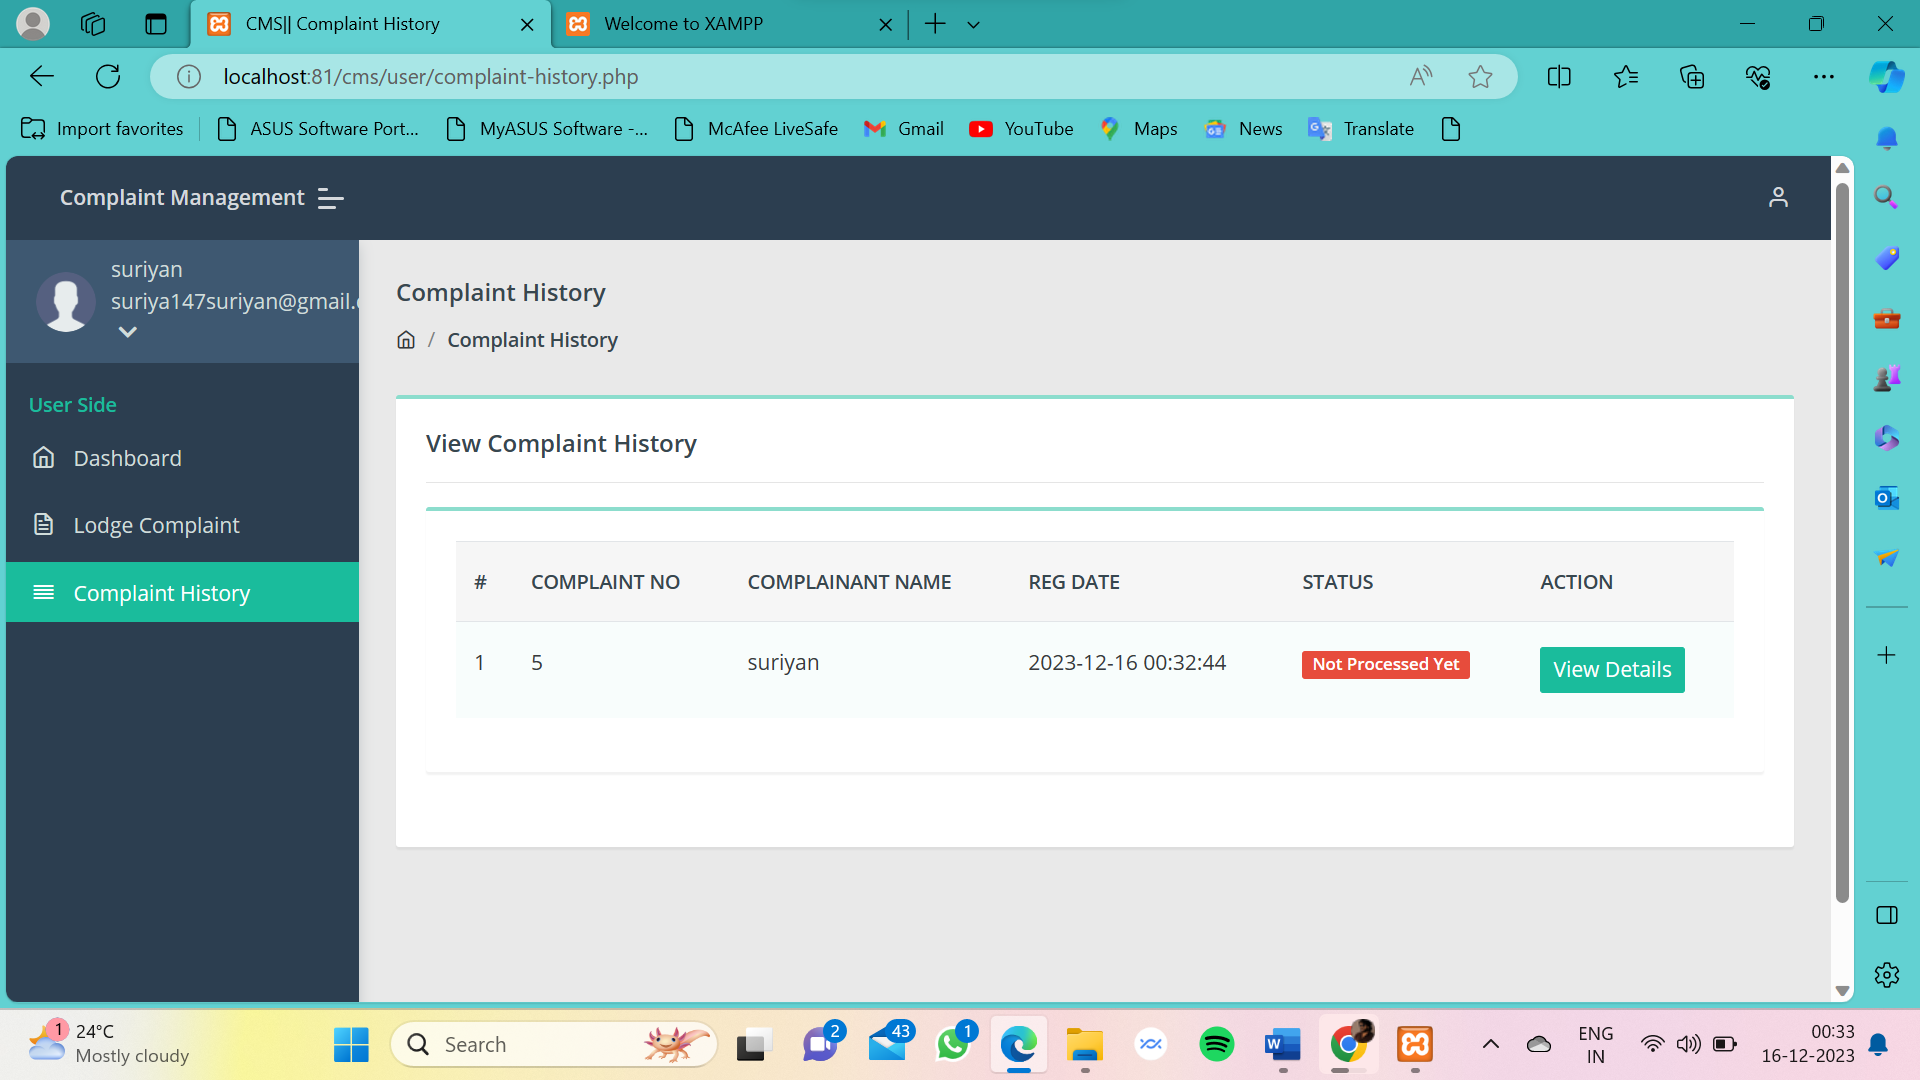 CMS|| Complaint History
Welcome to XAMPP
localhost:81/cms/user/complaint-history.php
Import favorites
ASUS Software Port...
MyASUS Software -...
McAfee LiveSafe
Gmail
YouTube
Maps
News
Translate
Complaint Management
suriyan
suriya147suriyan@gmail.
User Side
Dashboard
Lodge Complaint
Complaint History
Complaint History
/ Complaint History
View Complaint History
# COMPLAINT NO COMPLAINANT NAME REG DATE STATUS ACTION
1 5 suriyan 2023-12-16 00:32:44 Not Processed Yet View Details
1
24°C
Mostly cloudy
Search
2
43
1
ENG
IN
00:33
16-12-2023